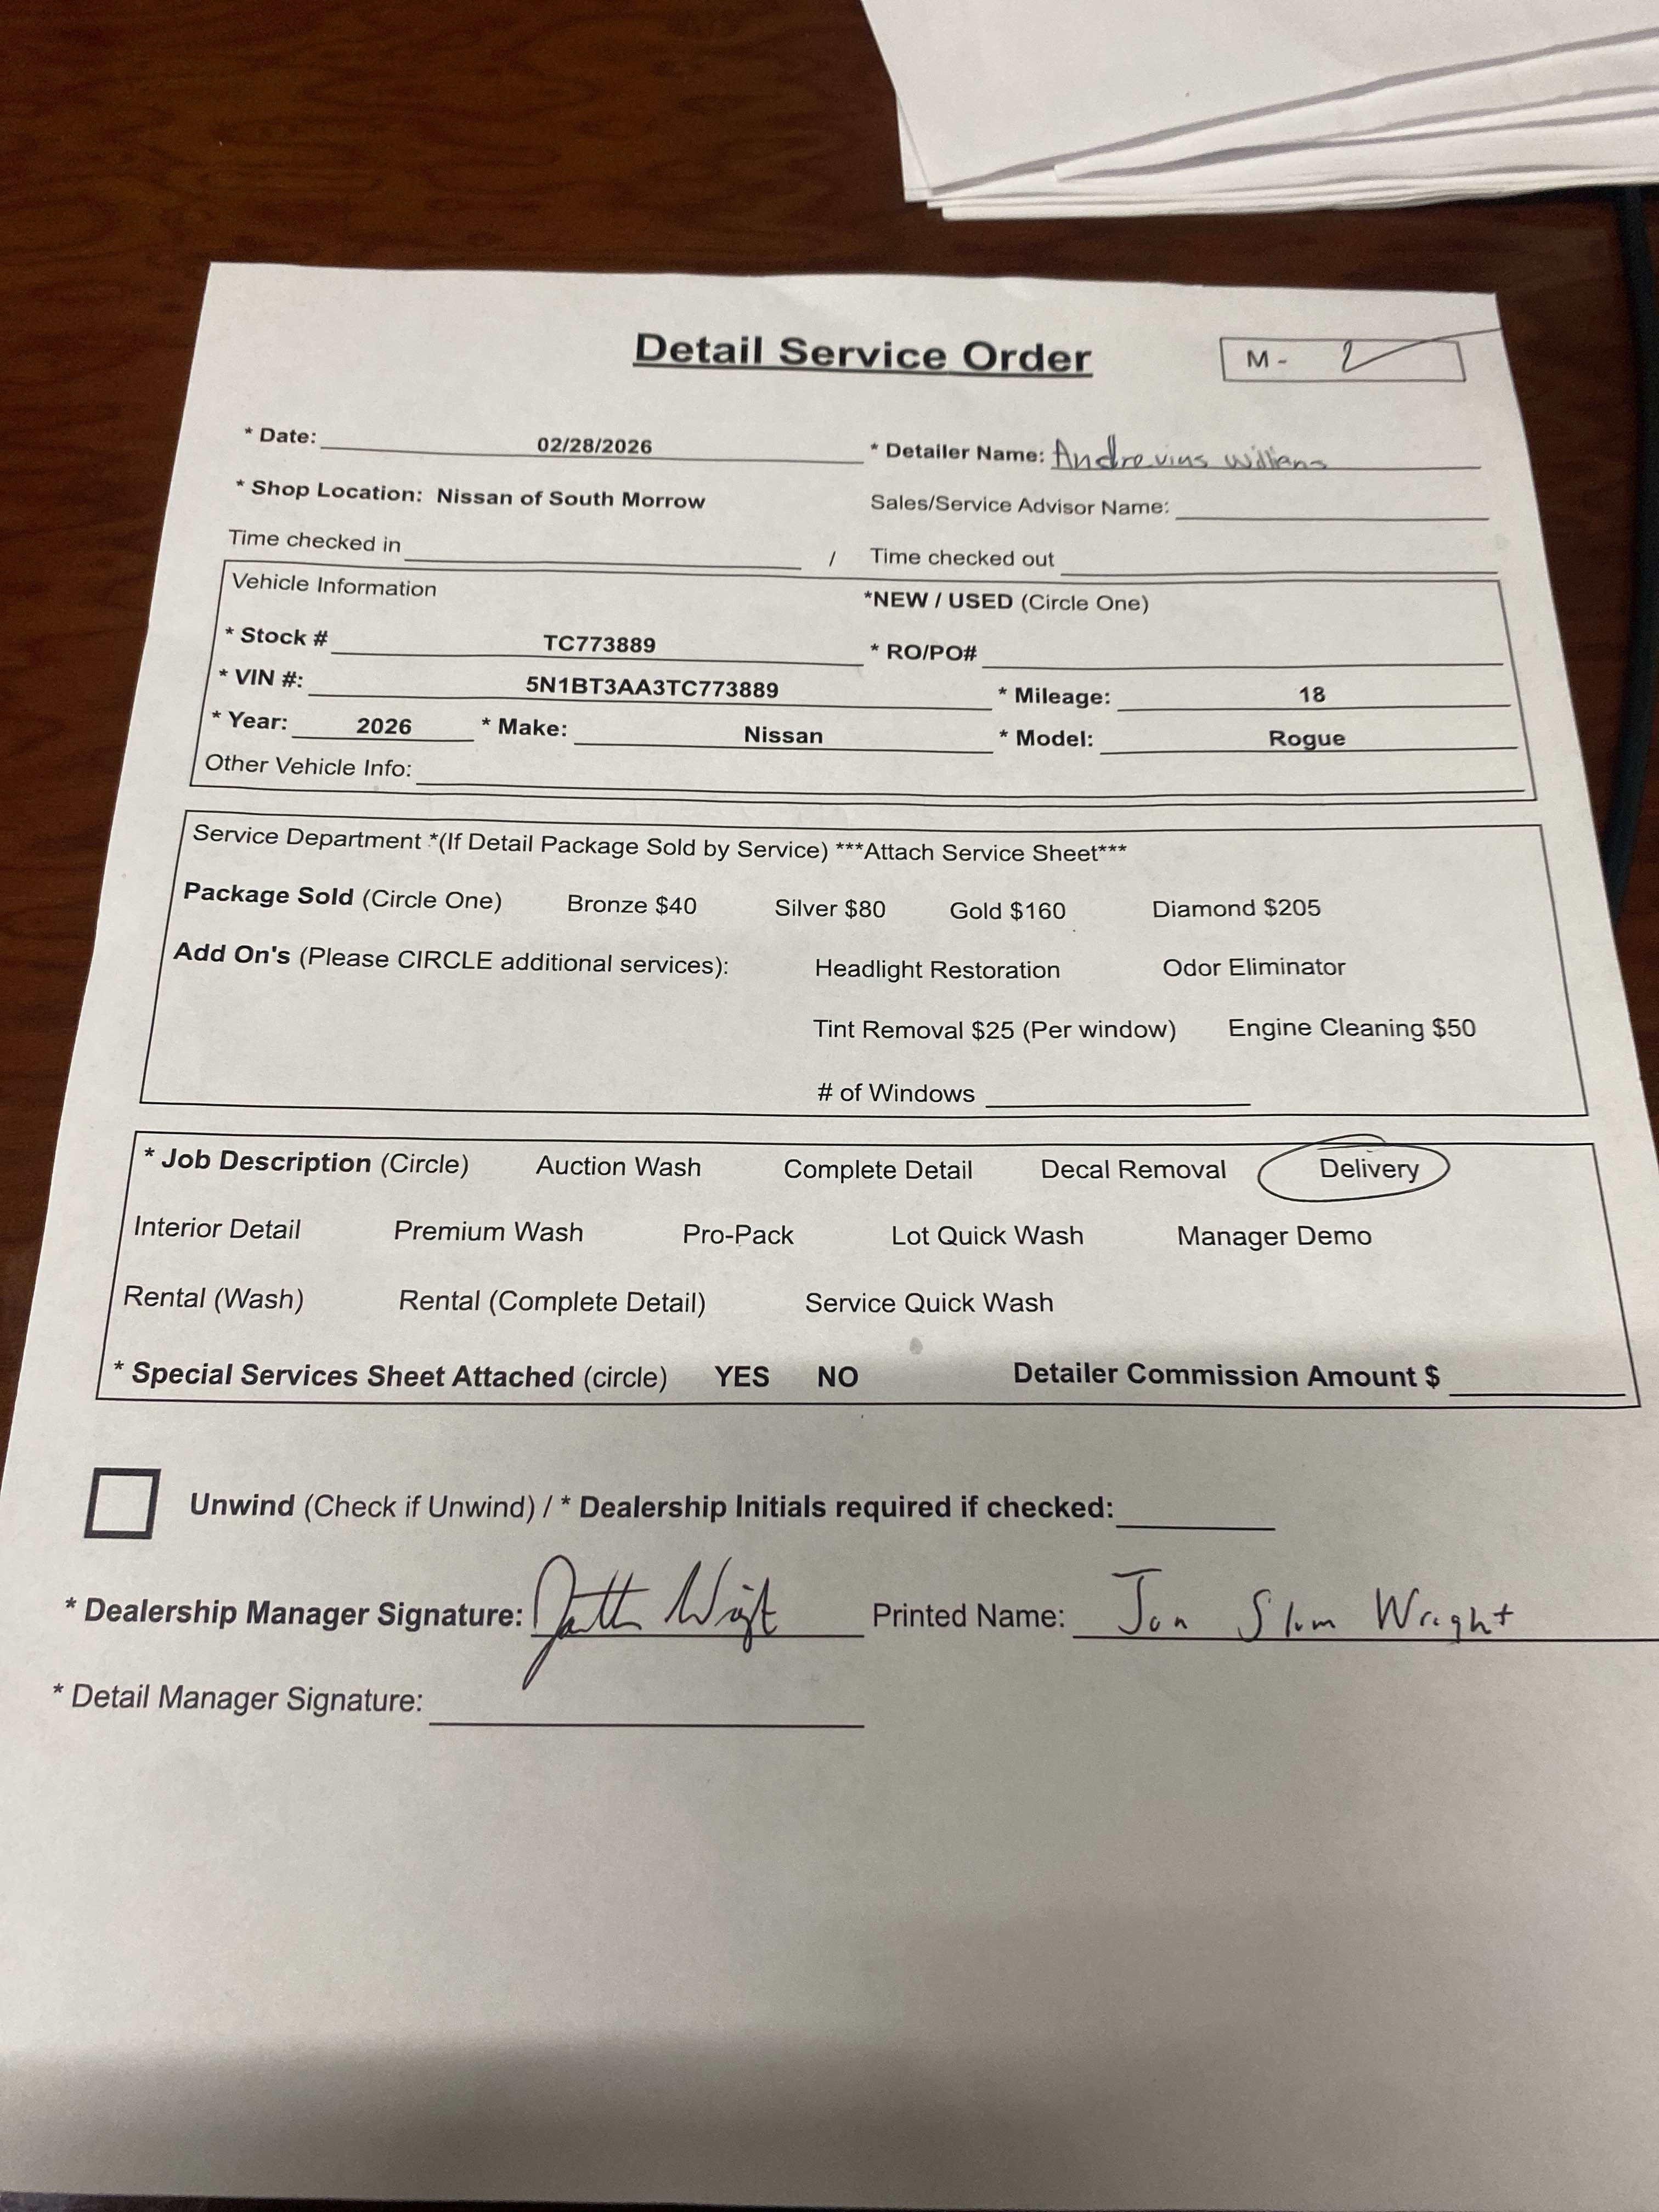 Detail Service Order
M - 2
* Date: 02/28/2026
* Detailer Name: Andrevius Williams
* Shop Location: Nissan of South Morrow
Sales/Service Advisor Name:
Time checked in / Time checked out
Vehicle Information
*NEW / USED (Circle One)
* Stock # TC773889
* RO/PO#
* VIN #: 5N1BT3AA3TC773889
* Mileage: 18
* Year: 2026 * Make: Nissan * Model: Rogue
Other Vehicle Info:
Service Department *(If Detail Package Sold by Service) ***Attach Service Sheet***
Package Sold (Circle One) Bronze $40 Silver $80 Gold $160 Diamond $205
Add On's (Please CIRCLE additional services): Headlight Restoration Odor Eliminator
Tint Removal $25 (Per window) Engine Cleaning $50
# of Windows
* Job Description (Circle) Auction Wash Complete Detail Decal Removal Delivery
Interior Detail Premium Wash Pro-Pack Lot Quick Wash Manager Demo
Rental (Wash) Rental (Complete Detail) Service Quick Wash
* Special Services Sheet Attached (circle) YES NO Detailer Commission Amount $
Unwind (Check if Unwind) / * Dealership Initials required if checked:
* Dealership Manager Signature: Printed Name: Jon Slum Wright
* Detail Manager Signature: